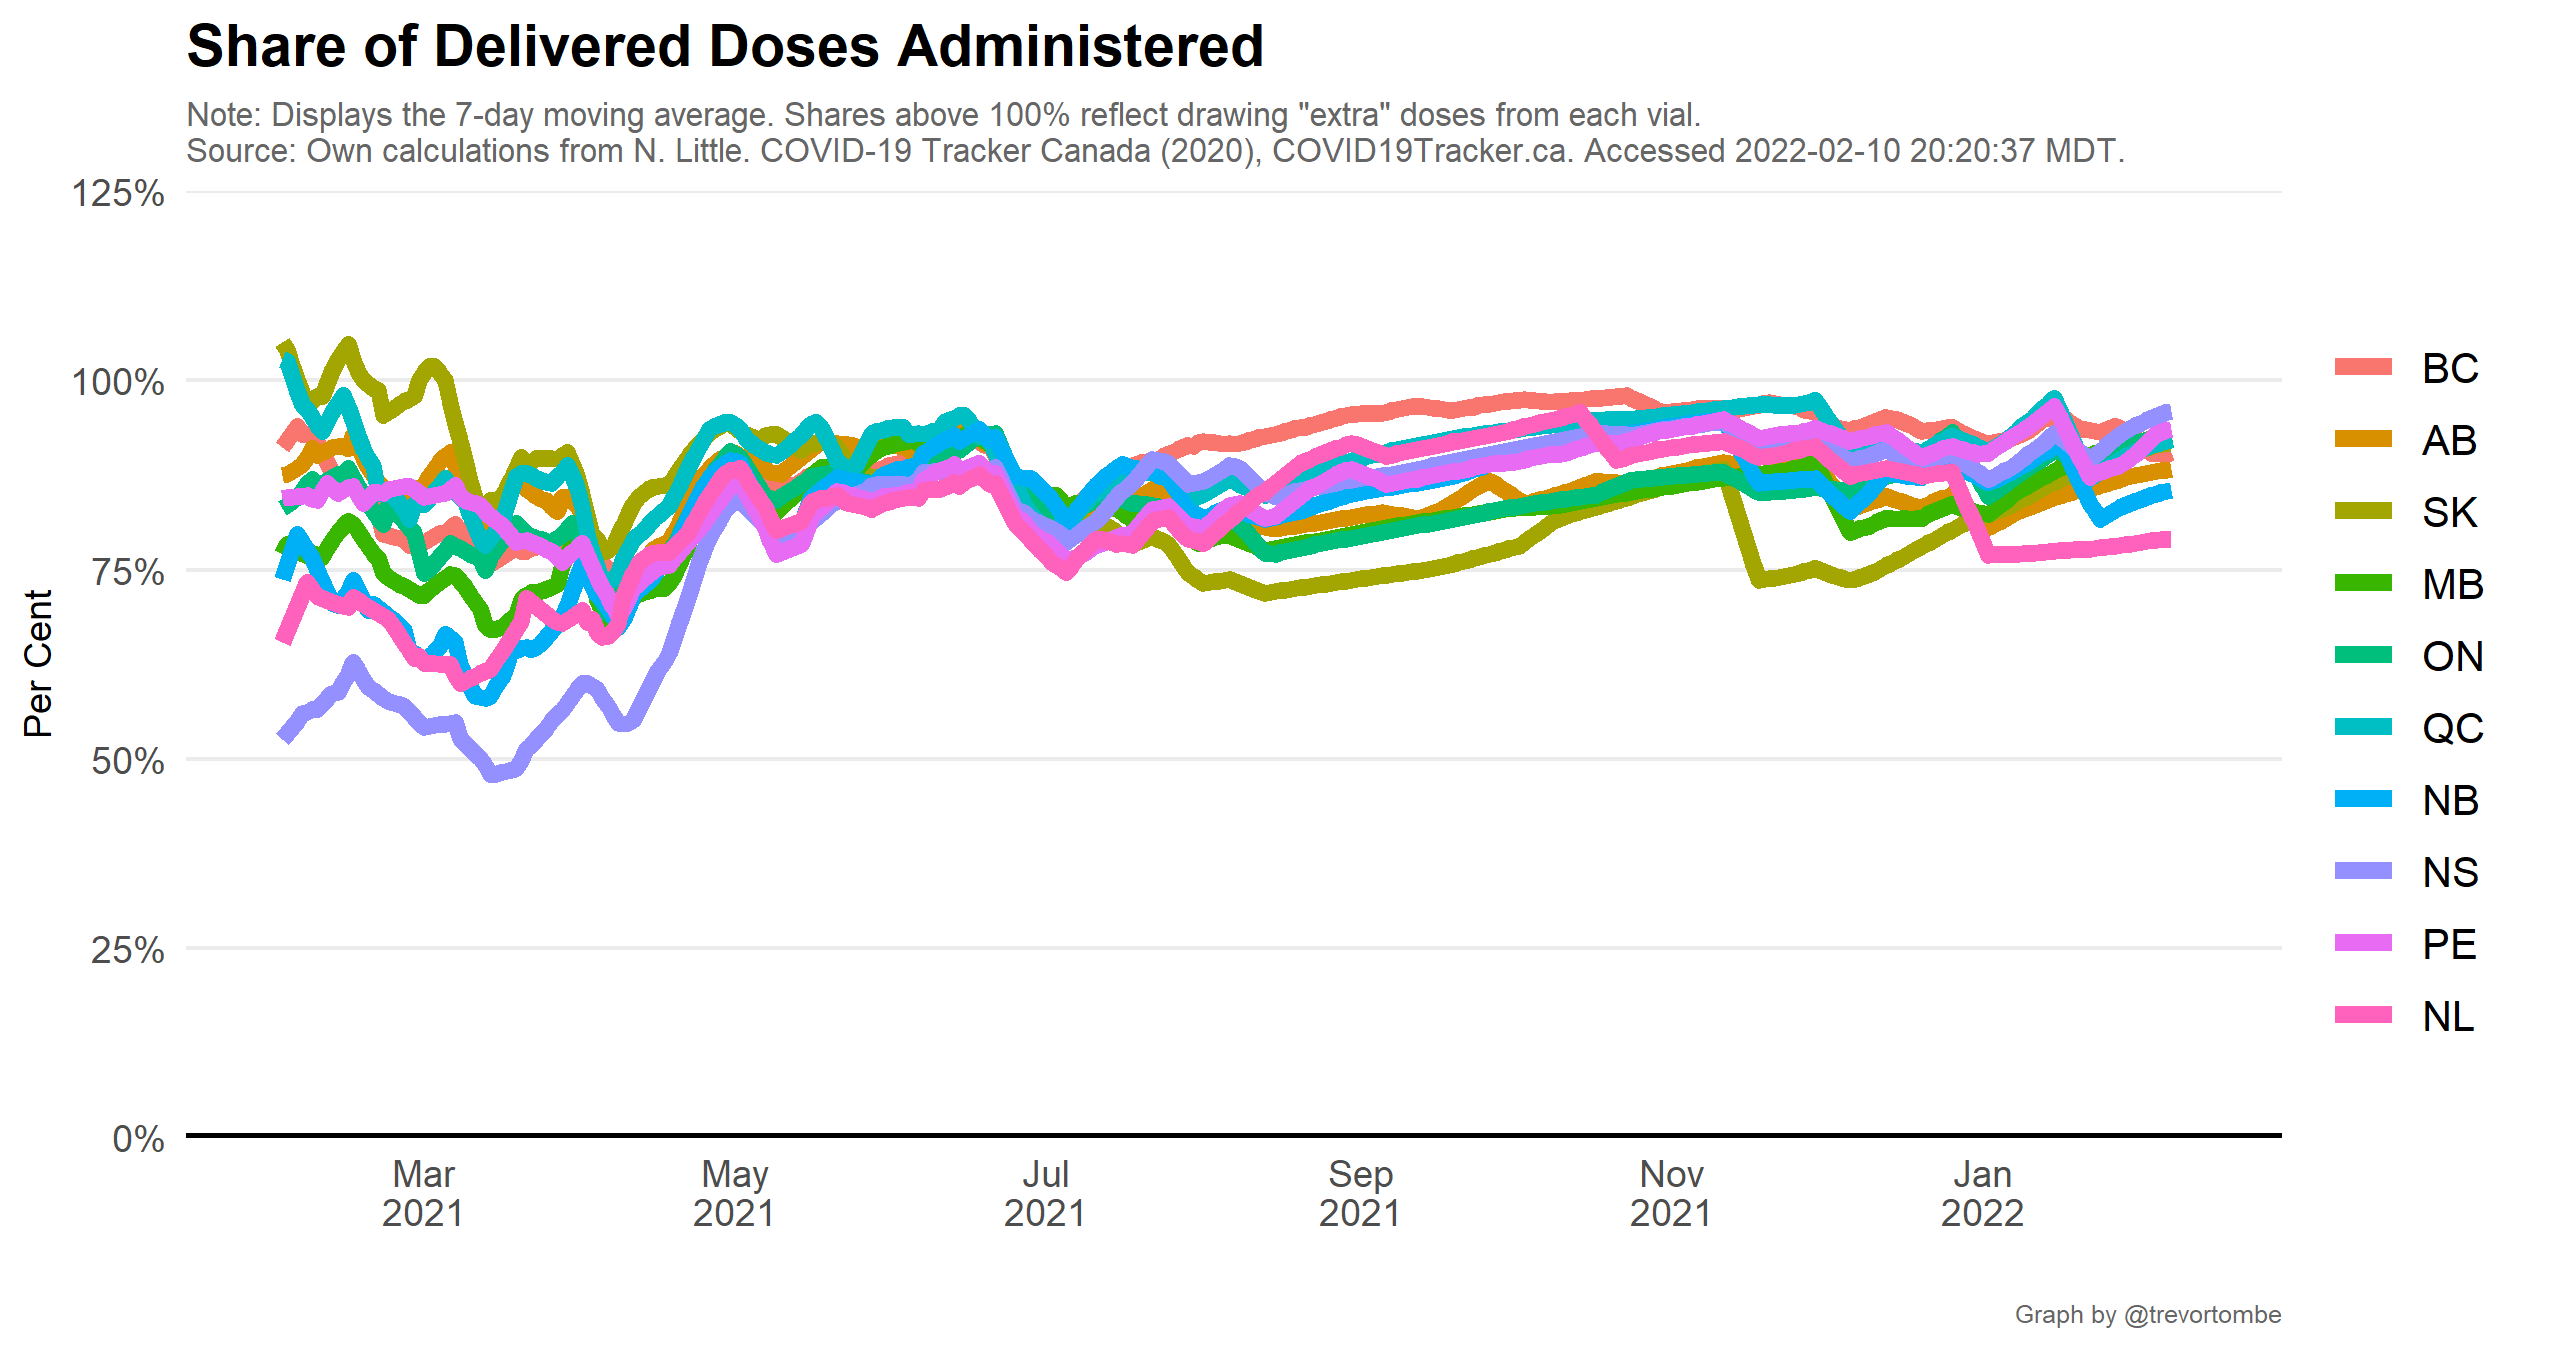 Share of Delivered Doses Administered
Note: Displays the 7-day moving average. Shares above 100% reflect drawing "extra" doses from each vial.
Source: Own calculations from N. Little. COVID-19 Tracker Canada (2020), COVID19Tracker.ca. Accessed 2022-02-10 20:20:37 MDT.
125%
100%
75%
50%
25%
0%
Per Cent
Mar
2021
May
2021
Jul
2021
Sep
2021
Nov
2021
Jan
2022
BC
AB
SK
MB
ON
QC
NB
NS
PE
NL
Graph by @trevortombe